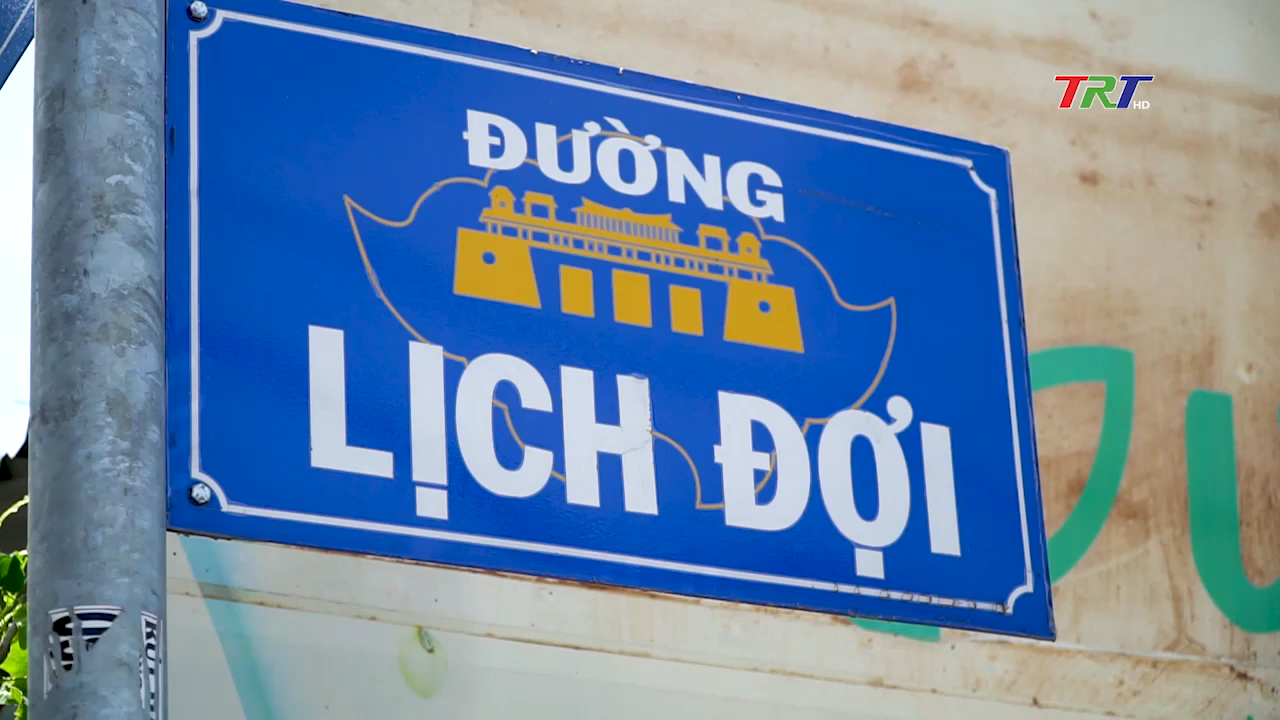 TRT HD
ĐƯỜNG
LỊCH ĐỢI